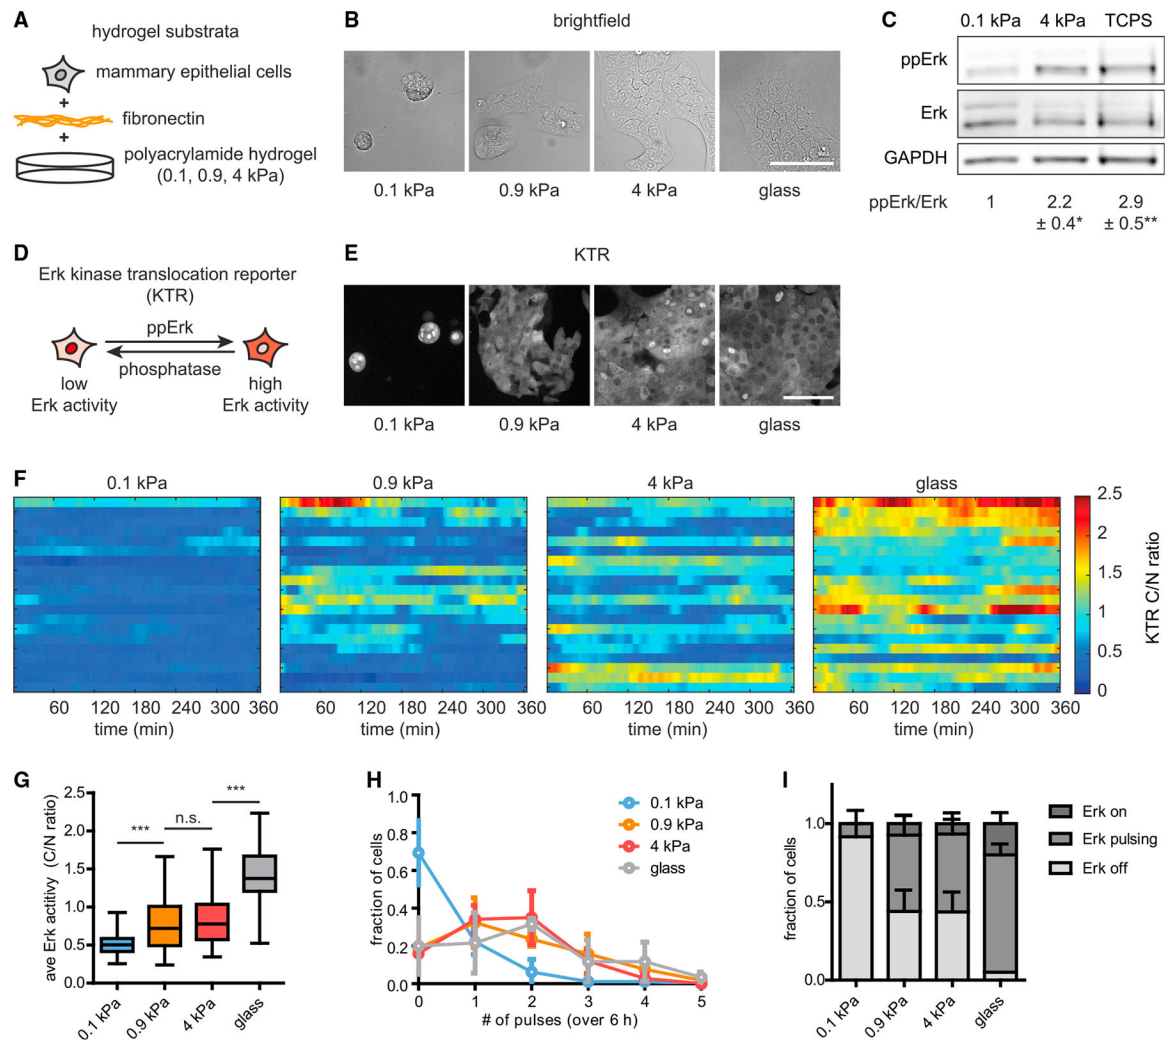 A
hydrogel substrata
mammary epithelial cells
+
fibronectin
+
polyacrylamide hydrogel
(0.1, 0.9, 4 kPa)
B
brightfield
0.1 kPa 0.9 kPa 4 kPa glass
C
0.1 kPa 4 kPa TCPS
ppErk
Erk
GAPDH
ppErk/Erk 1 2.2 2.9
± 0.4* ± 0.5**
D
Erk kinase translocation reporter
(KTR)
ppErk
phosphatase
low high
Erk activity Erk activity
E
KTR
0.1 kPa 0.9 kPa 4 kPa glass
F
0.1 kPa 0.9 kPa 4 kPa glass
60 120 180 240 300 360
time (min)
60 120 180 240 300 360
time (min)
60 120 180 240 300 360
time (min)
60 120 180 240 300 360
time (min)
2.5
2
1.5
1
0.5
0
KTR C/N ratio
G
ave Erk actitivy (C/N ratio)
2.5
2.0
1.5
1.0
0.5
0.0
*** n.s. ***
0.1 kPa 0.9 kPa 4 kPa glass
H
fraction of cells
1.0
0.8
0.6
0.4
0.2
0.0
0 1 2 3 4 5
# of pulses (over 6 h)
0.1 kPa
0.9 kPa
4 kPa
glass
I
fraction of cells
1.0
0.5
0.0
0.1 kPa 0.9 kPa 4 kPa glass
Erk on
Erk pulsing
Erk off